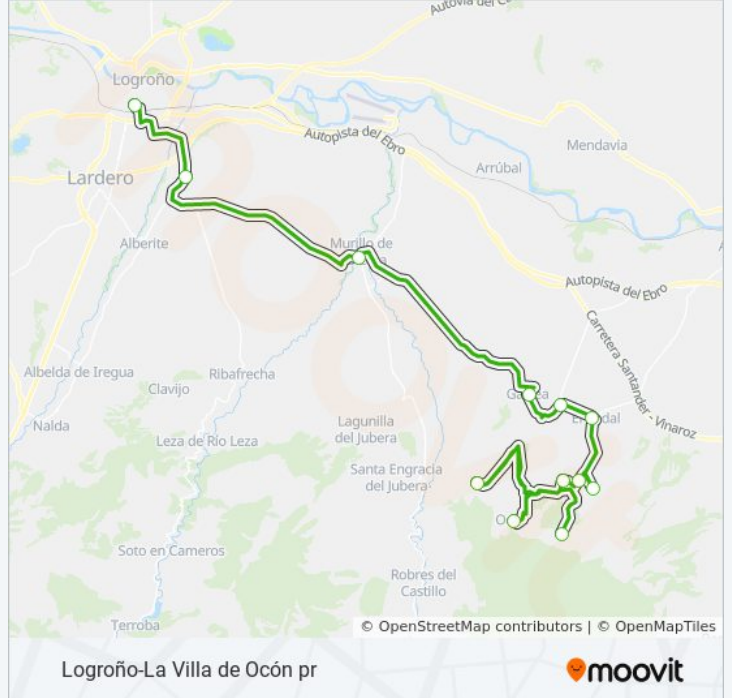 Autovía del C
Logroño
Autopista del Ebro
Mendavia
Arrúbal
Lardero
Alberite
Murillo de
Autopista del Ebro
Carretera Santander - Vinaroz
Albelda de Iregua
Ribafrecha
Clavijo
Nalda
Lagunilla
del Jubera
Leza de Río Leza
Santa Engracia
del Jubera
Soto en Cameros
Robres del
Castillo
Terroba
© OpenStreetMap contributors | © OpenMapTiles
Logroño-La Villa de Ocón pr
moovit